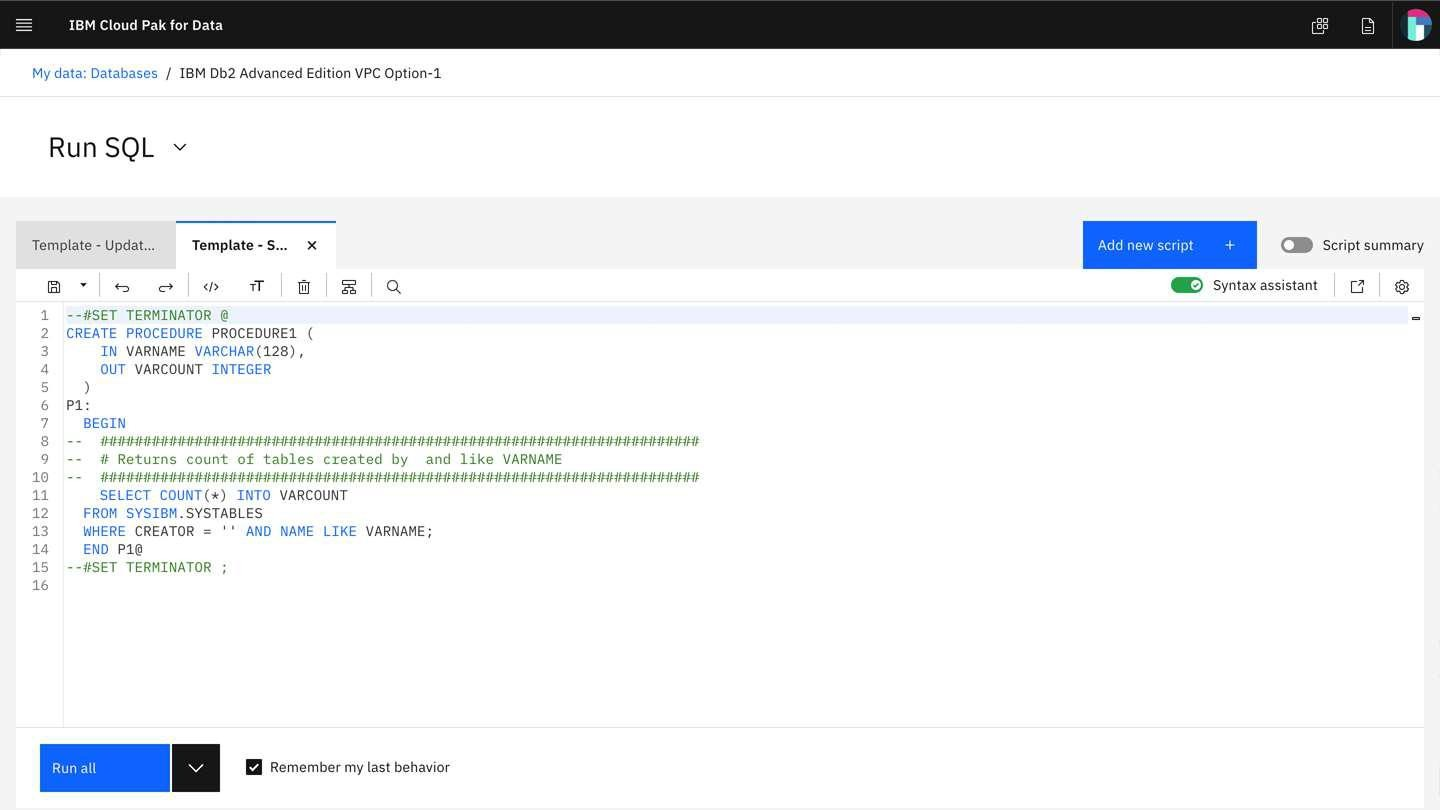 IBM Cloud Pak for Data
My data: Databases / IBM Db2 Advanced Edition VPC Option-1
Run SQL
Template - Updat...
Template - S...
Add new script +
Script summary
Syntax assistant
1 --#SET TERMINATOR @
2 CREATE PROCEDURE PROCEDURE1 (
3 IN VARNAME VARCHAR(128),
4 OUT VARCOUNT INTEGER
5 )
6 P1:
7 BEGIN
8 -- ######################################################################
9 -- # Returns count of tables created by  and like VARNAME
10 -- ######################################################################
11 SELECT COUNT(*) INTO VARCOUNT
12 FROM SYSIBM.SYSTABLES
13 WHERE CREATOR = '' AND NAME LIKE VARNAME;
14 END P1@
15 --#SET TERMINATOR ;
16
Run all
Remember my last behavior